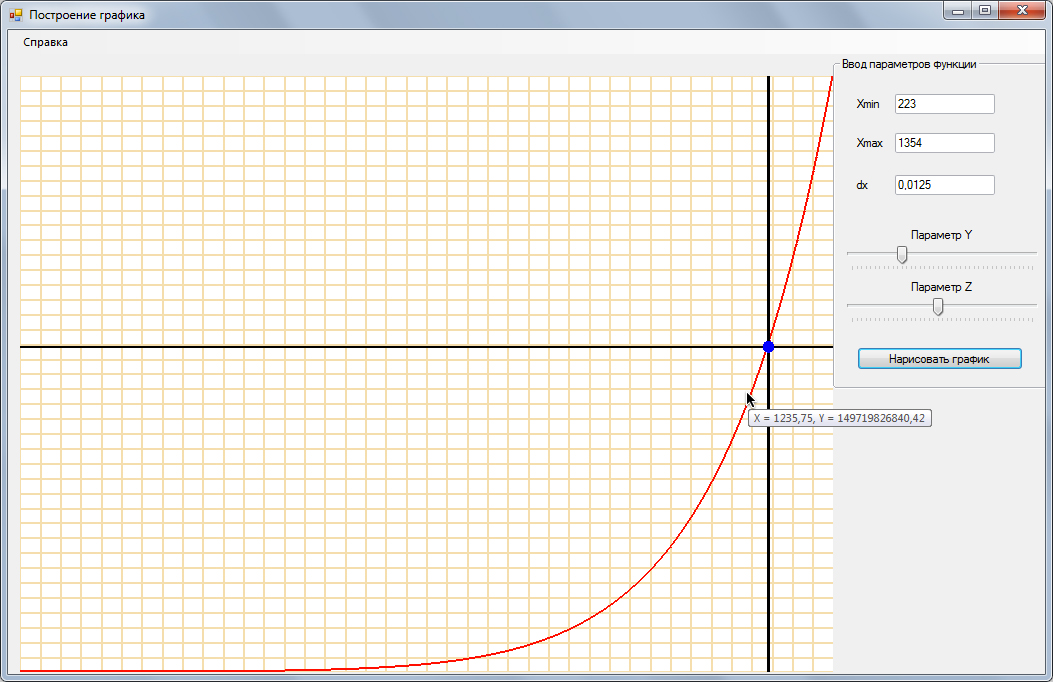 Построение графика
Справка
Ввод параметров функции
Xmin 223
Xmax 1354
dx 0,0125
Параметр Y
Параметр Z
Нарисовать график
X = 1235,75, Y = 149719826840,42